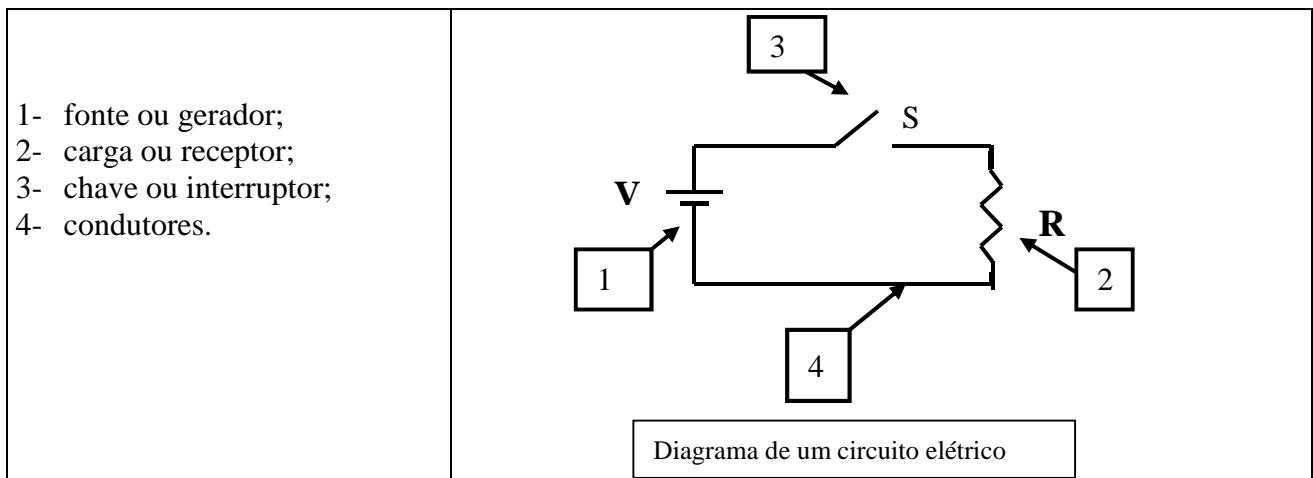 1- fonte ou gerador;
2- carga ou receptor;
3- chave ou interruptor;
4- condutores.
3
S
V
R
1
2
4
Diagrama de um circuito elétrico